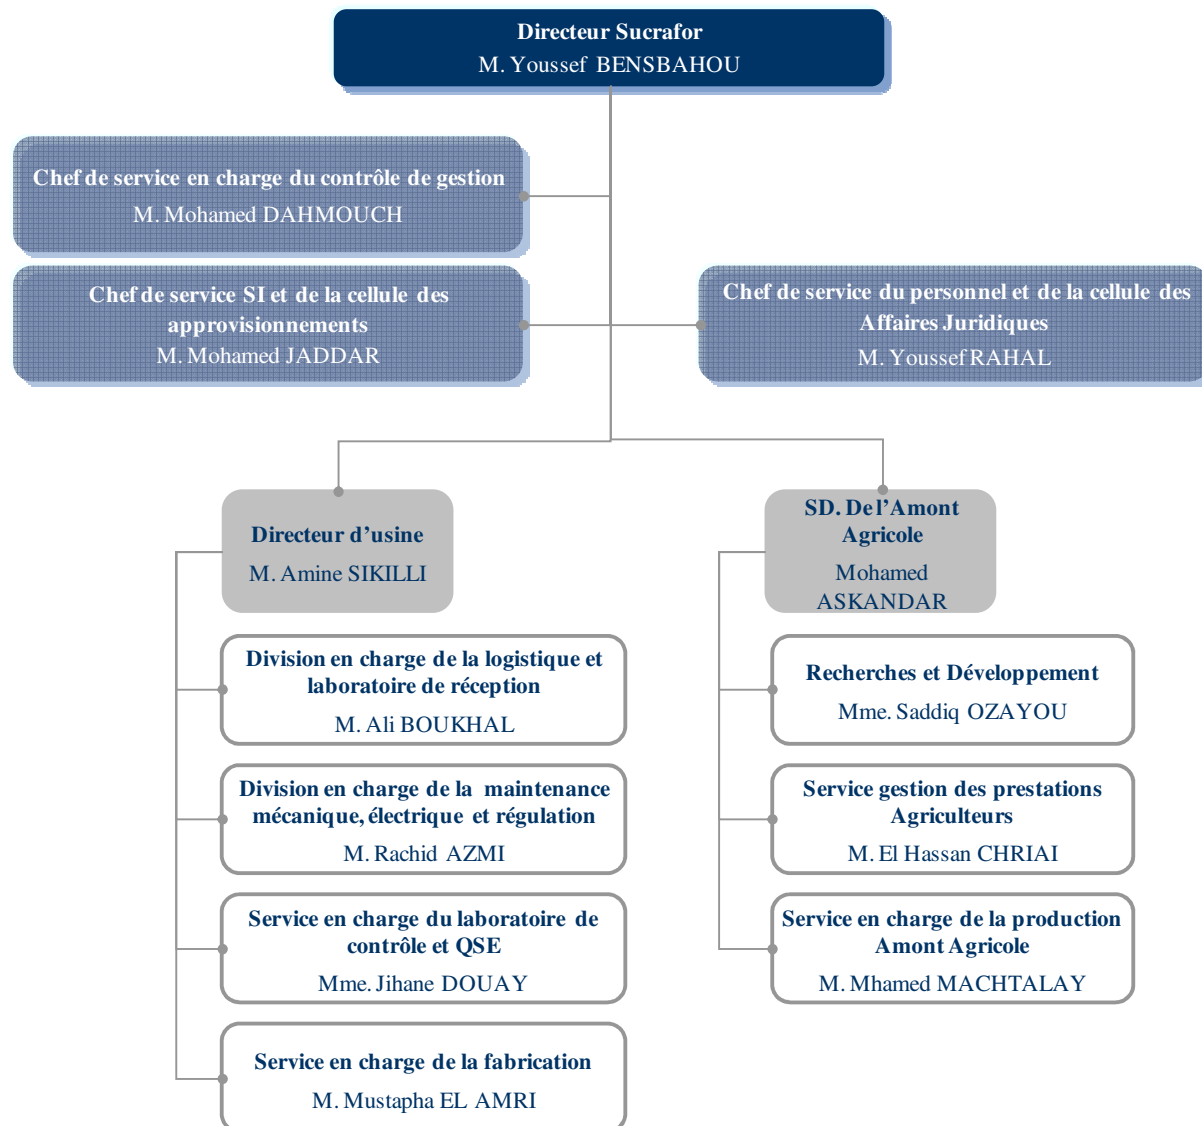 Directeur Sucrafor
M. Youssef BENSBAHOU
Chef de service en charge du contrôle de gestion
M. Mohamed DAHMOUCH
Chef de service SI et de la cellule des
approvisionnements
M. Mohamed JADDAR
Chef de service du personnel et de la cellule des
Affaires Juridiques
M. Youssef RAHAL
Directeur d’usine
M. Amine SIKILLI
Division en charge de la logistique et
laboratoire de réception
M. Ali BOUKHAL
Division en charge de la maintenance
mécanique, électrique et régulation
M. Rachid AZMI
Service en charge du laboratoire de
contrôle et QSE
Mme. Jihane DOUAY
Service en charge de la fabrication
M. Mustapha EL AMRI
SD. De l’Amont
Agricole
Mohamed
ASKANDAR
Recherches et Développement
Mme. Saddiq OZAYOU
Service gestion des prestations
Agriculteurs
M. El Hassan CHRIAI
Service en charge de la production
Amont Agricole
M. Mhamed MACHTALAY